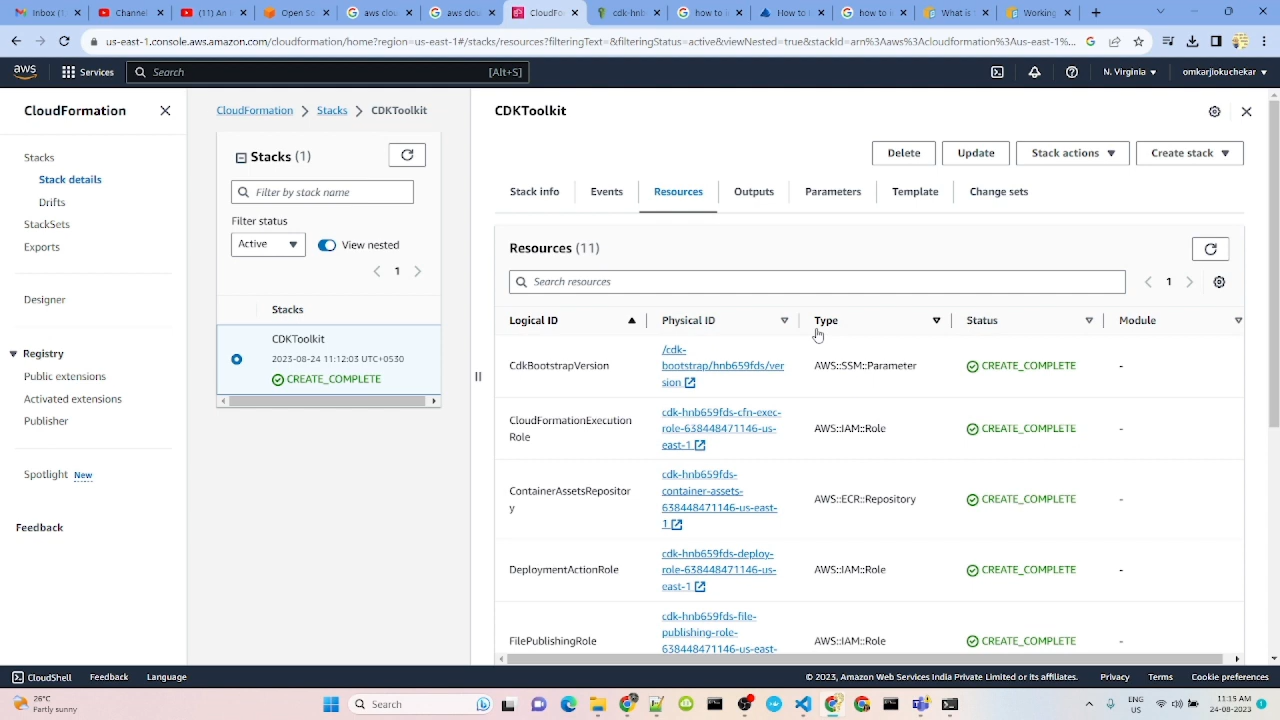 Inbox (1
Channel
(11) An I
Stack So
aws clou
aws clou
CloudFo
cdk-hnb
how to i
How to I
how to i
What is
Working
us-east-1.console.aws.amazon.com/cloudformation/home?region=us-east-1#/stacks/resources?filteringText=&filteringStatus=active&viewNested=true&stackId=arn%3Aaws%3Acloudformation%3Aus-east-1%...
aws
Services
Search
[Alt+S]
N. Virginia
omarjiokuchekar
CloudFormation
Stacks
Stack details
Drifts
StackSets
Exports
Designer
Registry
Public extensions
Activated extensions
Publisher
Spotlight New
Feedback
CloudFormation > Stacks > CDKToolkit
Stacks (1)
Filter by stack name
Filter status
Active
View nested
1
Stacks
CDKToolkit
2023-08-24 11:12:03 UTC+0530
CREATE_COMPLETE
CDKToolkit
Delete
Update
Stack actions
Create stack
Stack info
Events
Resources
Outputs
Parameters
Template
Change sets
Resources (11)
Search resources
1
Logical ID
Physical ID
Type
Status
Module
CdkBootstrapVersion
/cdk-
bootstrap/hnb659fds/ver
sion
AWS::SSM::Parameter
CREATE_COMPLETE
-
CloudFormationExecution
Role
cdk-hnb659fds-cfn-exec-
role-638448471146-us-
east-1
AWS::IAM::Role
CREATE_COMPLETE
-
ContainerAssetsRepositor
y
cdk-hnb659fds-
container-assets-
638448471146-us-east-
1
AWS::ECR::Repository
CREATE_COMPLETE
-
DeploymentActionRole
cdk-hnb659fds-deploy-
role-638448471146-us-
east-1
AWS::IAM::Role
CREATE_COMPLETE
-
FilePublishingRole
cdk-hnb659fds-file-
publishing-role-
638448471146-us-east-
AWS::IAM::Role
CREATE_COMPLETE
-
CloudShell
Feedback
Language
© 2023, Amazon Web Services India Private Limited or its affiliates.
Privacy
Terms
Cookie preferences
28°C
Partly sunny
Search
ENG
US
11:15 AM
24-08-2023